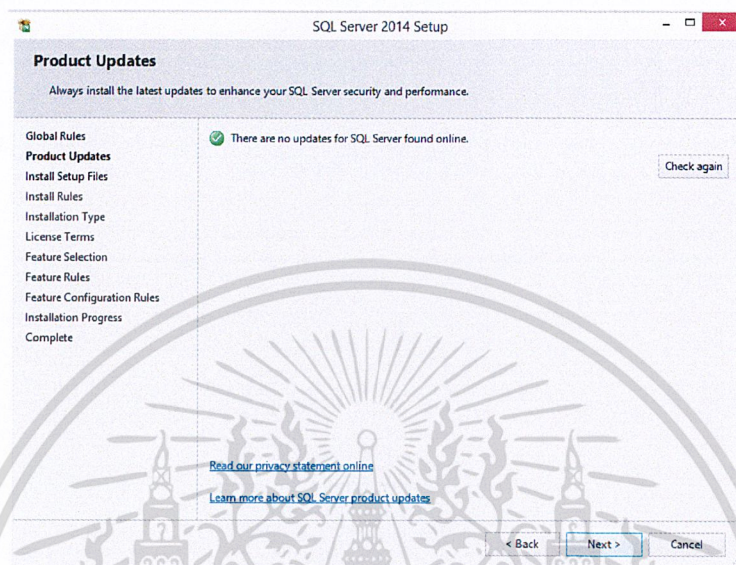 SQL Server 2014 Setup
Product Updates
Always install the latest updates to enhance your SQL Server security and performance.
Global Rules
Product Updates
Install Setup Files
Install Rules
Installation Type
License Terms
Feature Selection
Feature Rules
Feature Configuration Rules
Installation Progress
Complete
There are no updates for SQL Server found online.
Check again
Read our privacy statement online
Learn more about SQL Server product updates
< Back
Next >
Cancel